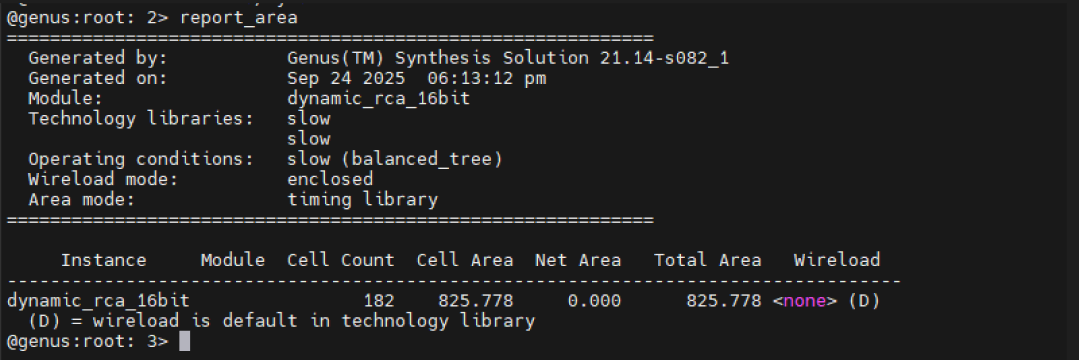 @genus:root: 2> report_area
============================================================
  Generated by:           Genus(TM) Synthesis Solution 21.14-s082_1
  Generated on:           Sep 24 2025  06:13:12 pm
  Module:                 dynamic_rca_16bit
  Technology libraries:   slow
                          slow
  Operating conditions:   slow (balanced_tree)
  Wireload mode:          enclosed
  Area mode:              timing library
============================================================
     Instance     Module  Cell Count  Cell Area  Net Area   Total Area   Wireload
-----------------------------------------------------------------------------------
dynamic_rca_16bit                182    825.778     0.000      825.778 <none> (D)
  (D) = wireload is default in technology library
@genus:root: 3>